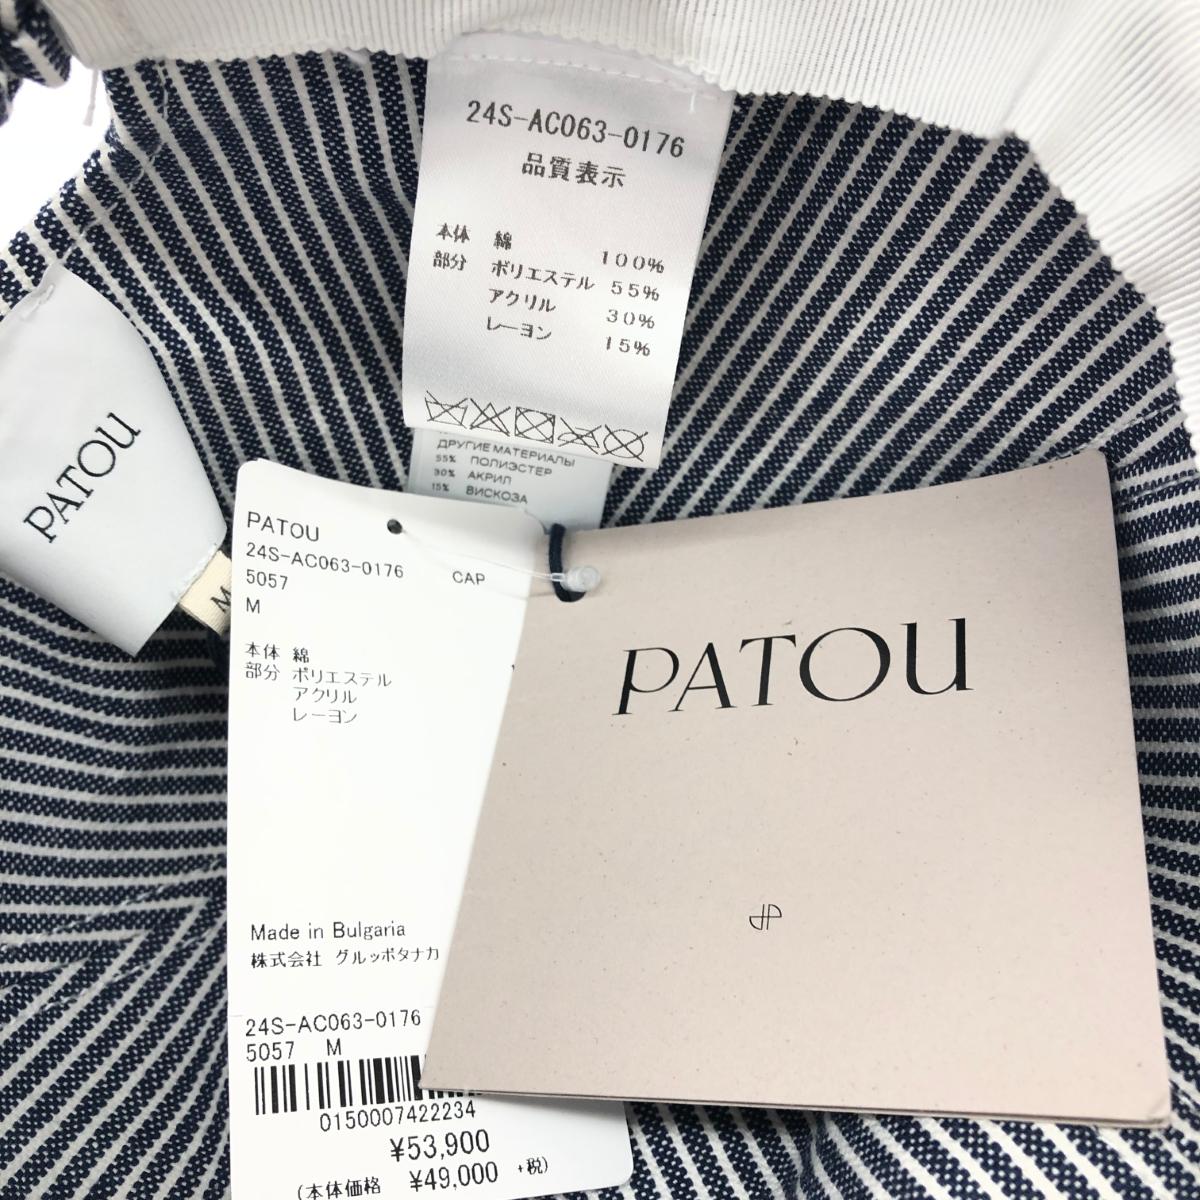 24S-AC063-0176
品質表示
本体 綿 100%
部分 ポリエステル 55%
アクリル 30%
レーヨン 15%
ДРУГИЕ МАТЕРИАЛЫ
55% ПОЛИЭСТЕР
30% АКРИЛ
15% ВИСКОЗА
PATOU
M
PATOU
24S-AC063-0176 CAP
5057
M
本体 綿
部分 ポリエステル
アクリル
レーヨン
Made in Bulgaria
株式会社 グルッポタナカ
24S-AC063-0176
5057 M
0150007422234
¥53,900
(本体価格 ¥49,000 +税)
PATOU
JP